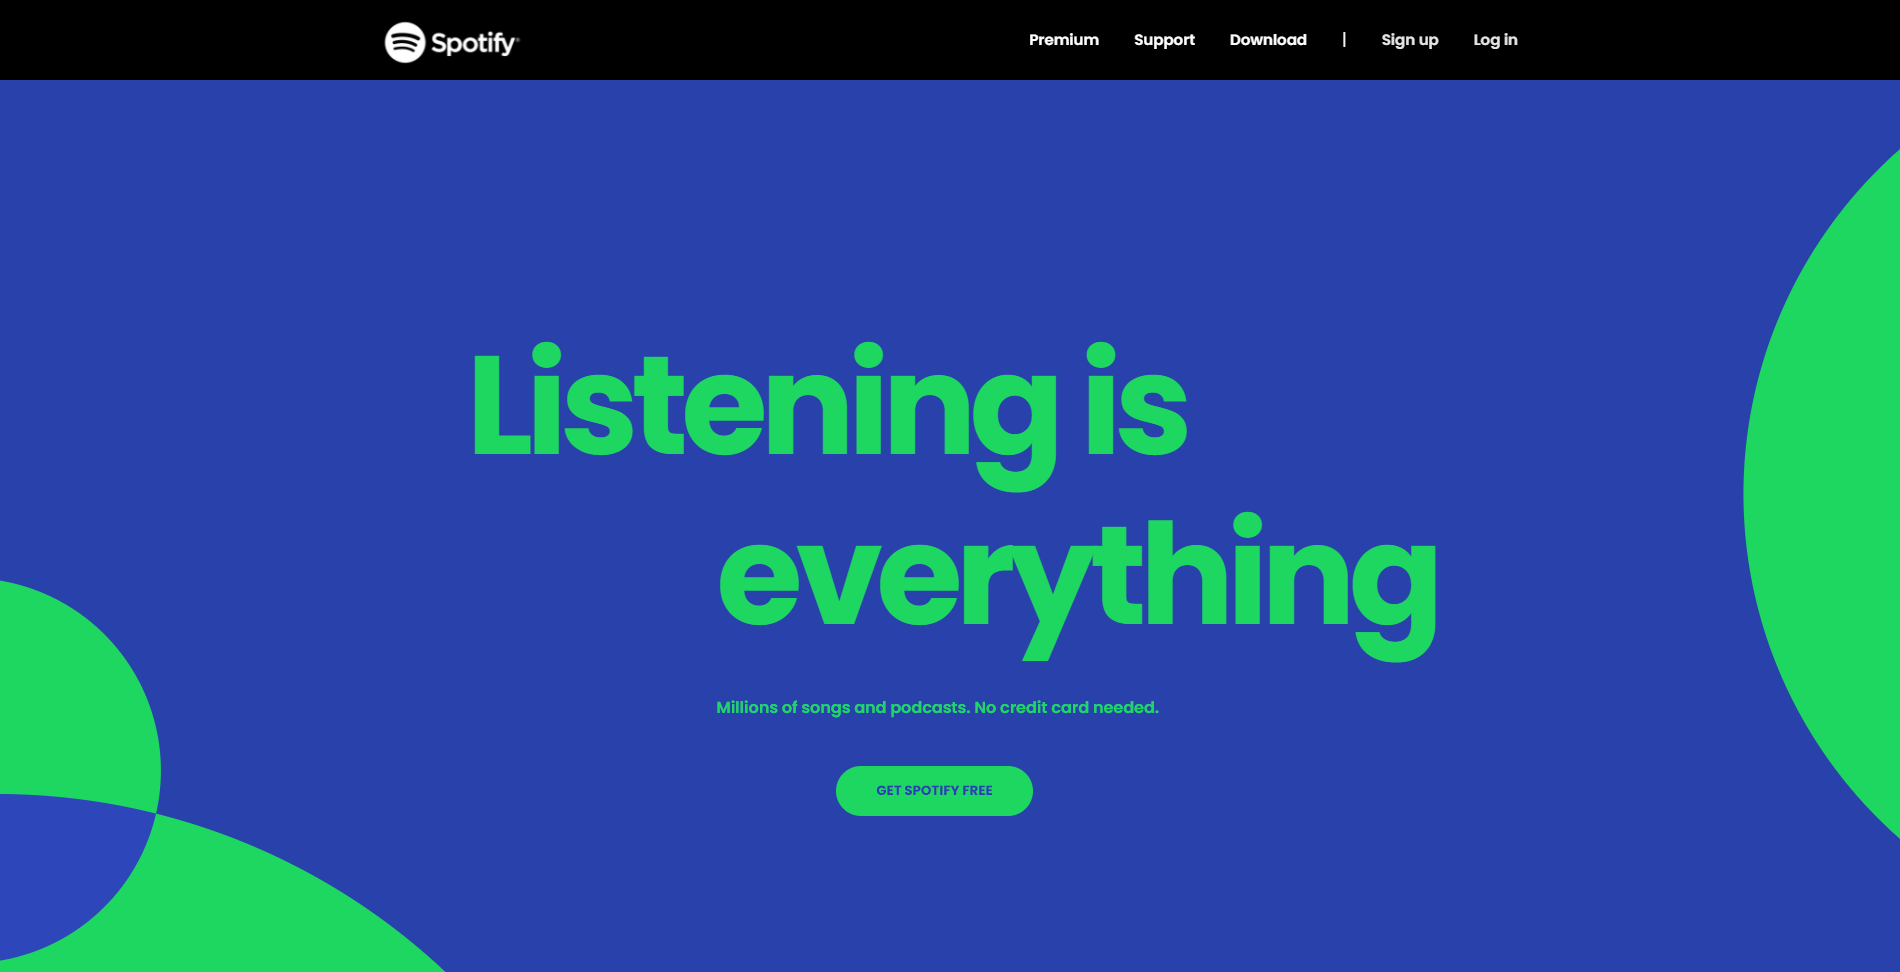 Spotify®
Premium Support Download | Sign up Log in
Listening is
everything
Millions of songs and podcasts. No credit card needed.
GET SPOTIFY FREE